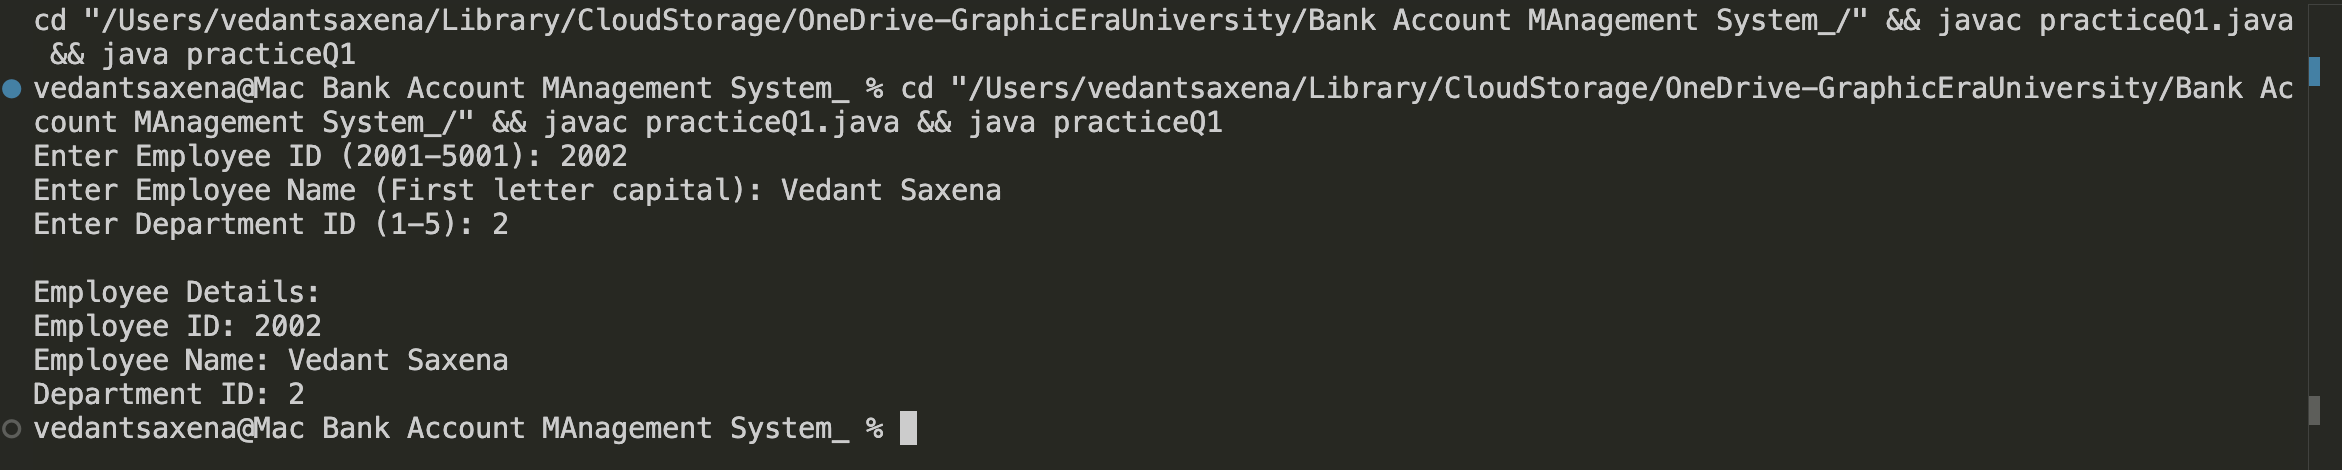 cd "/Users/vedantsaxena/Library/CloudStorage/OneDrive-GraphicEraUniversity/Bank Account MAnagement System_/" && javac practiceQ1.java
&& java practiceQ1
vedantsaxena@Mac Bank Account MAnagement System_ % cd "/Users/vedantsaxena/Library/CloudStorage/OneDrive-GraphicEraUniversity/Bank Ac
count MAnagement System_/" && javac practiceQ1.java && java practiceQ1
Enter Employee ID (2001-5001): 2002
Enter Employee Name (First letter capital): Vedant Saxena
Enter Department ID (1-5): 2
Employee Details:
Employee ID: 2002
Employee Name: Vedant Saxena
Department ID: 2
vedantsaxena@Mac Bank Account MAnagement System_ %